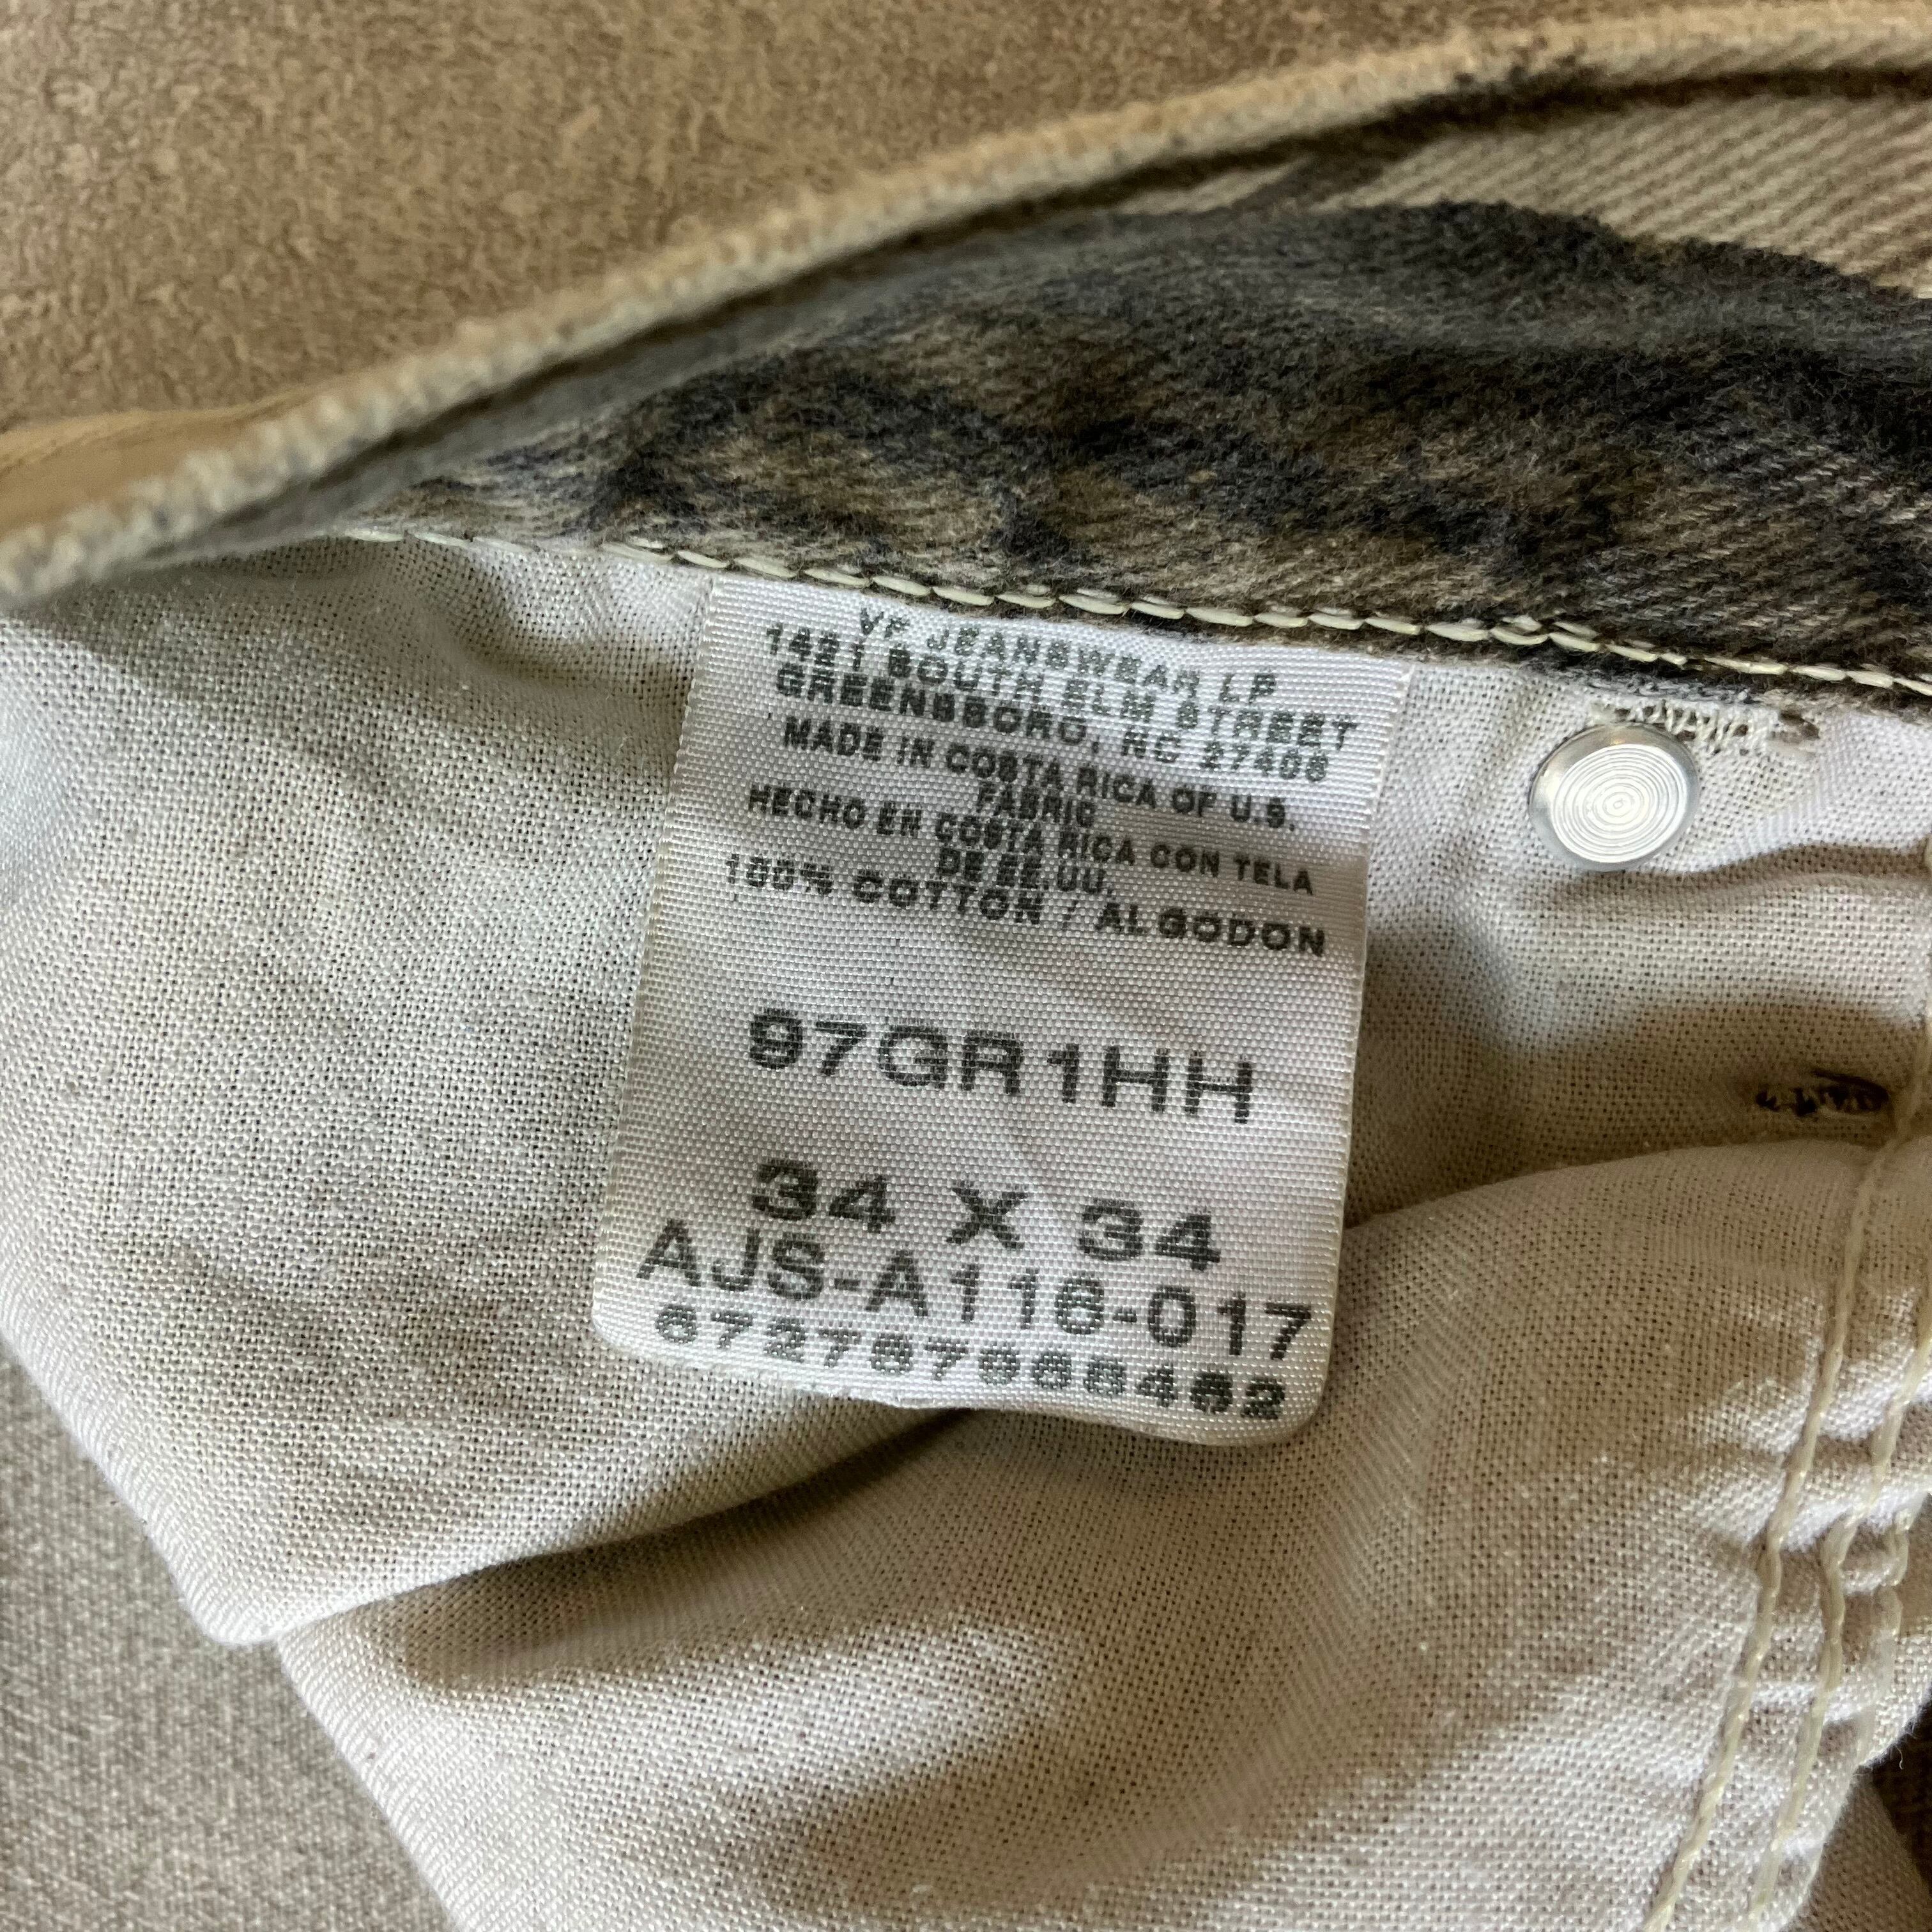 VF JEANSWEAR LP
1421 SOUTH ELM STREET
GREENSBORO, NC 27406
MADE IN COSTA RICA OF U.S.
FABRIC
HECHO EN COSTA RICA CON TELA
DE EE.UU.
100% COTTON / ALGODON
97GR1HH
34 X 34
AJS-A116-017